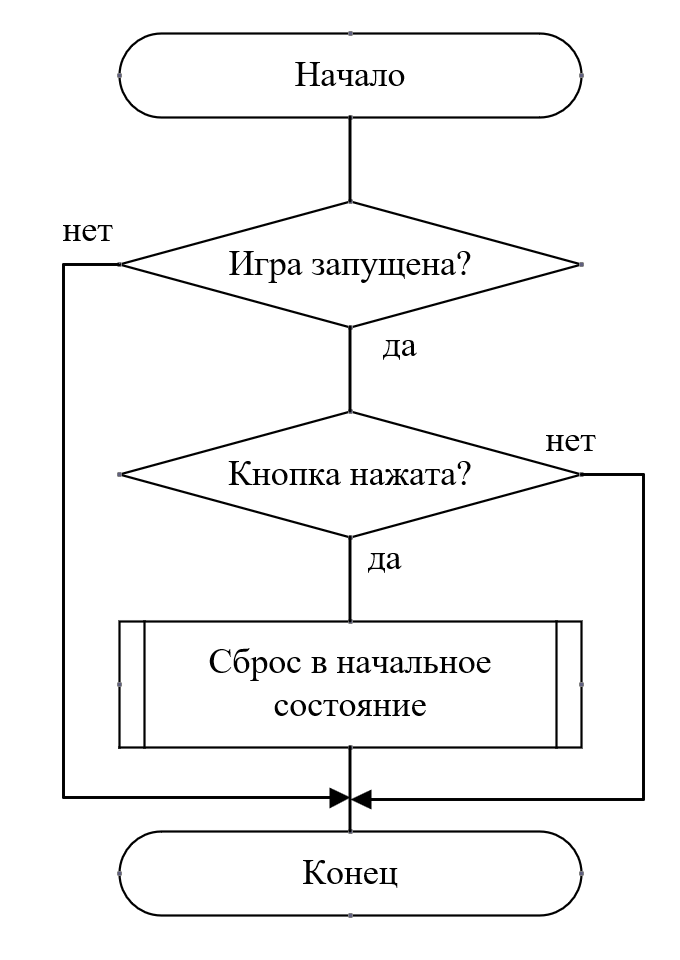 Начало
нет
Игра запущена?
да
нет
Кнопка нажата?
да
Сброс в начальное
состояние
Конец